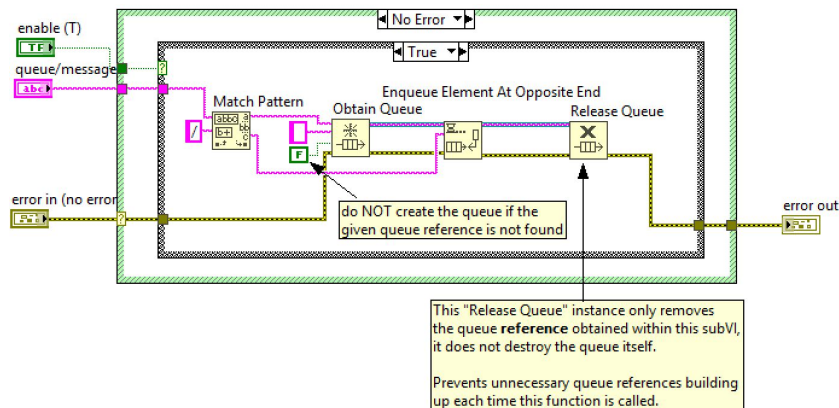 No Error
enable (T)
TF
True
queue/message
abc
Enqueue Element At Opposite End
Match Pattern
Obtain Queue
Release Queue
/
F
do NOT create the queue if the
given queue reference is not found
error in (no error
error out
This "Release Queue" instance only removes
the queue reference obtained within this subVI,
it does not destroy the queue itself.
Prevents unnecessary queue references building
up each time this function is called.